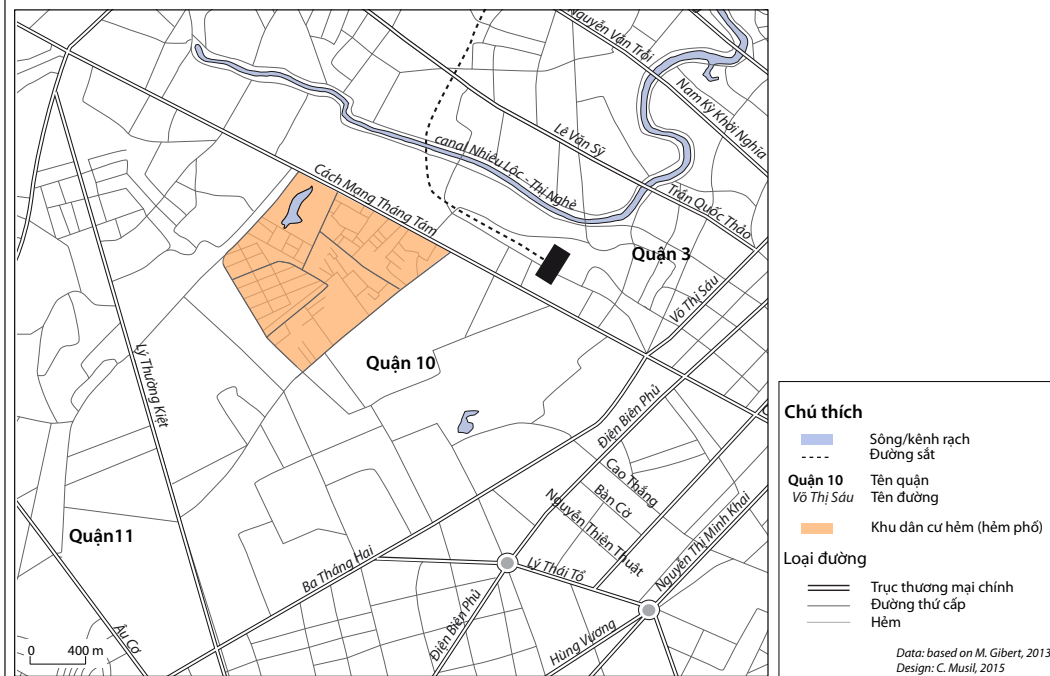 Nguyễn Văn Trỗi
Nam Kỳ Khởi Nghĩa
Lê Văn Sỹ
canal Nhiêu Lộc - Thị Nghè
Trần Quốc Thảo
Cách Mạng Tháng Tám
Quận 3
Võ Thị Sáu
Lý Thường Kiệt
Quận 10
Điện Biên Phủ
Cao Thắng
Bàn Cờ
Nguyễn Thiện Thuật
Nguyễn Thị Minh Khai
Quận11
Ba Tháng Hai
Lý Thái Tổ
Điện Biên Phủ
Hùng Vương
Âu Cơ
0 400 m
Chú thích
Sông/kênh rạch
Đường sắt
Quận 10 Tên quận
Võ Thị Sáu Tên đường
Khu dân cư hẻm (hẻm phố)
Loại đường
Trục thương mại chính
Đường thứ cấp
Hẻm
Data: based on M. Gibert, 2013
Design: C. Musil, 2015